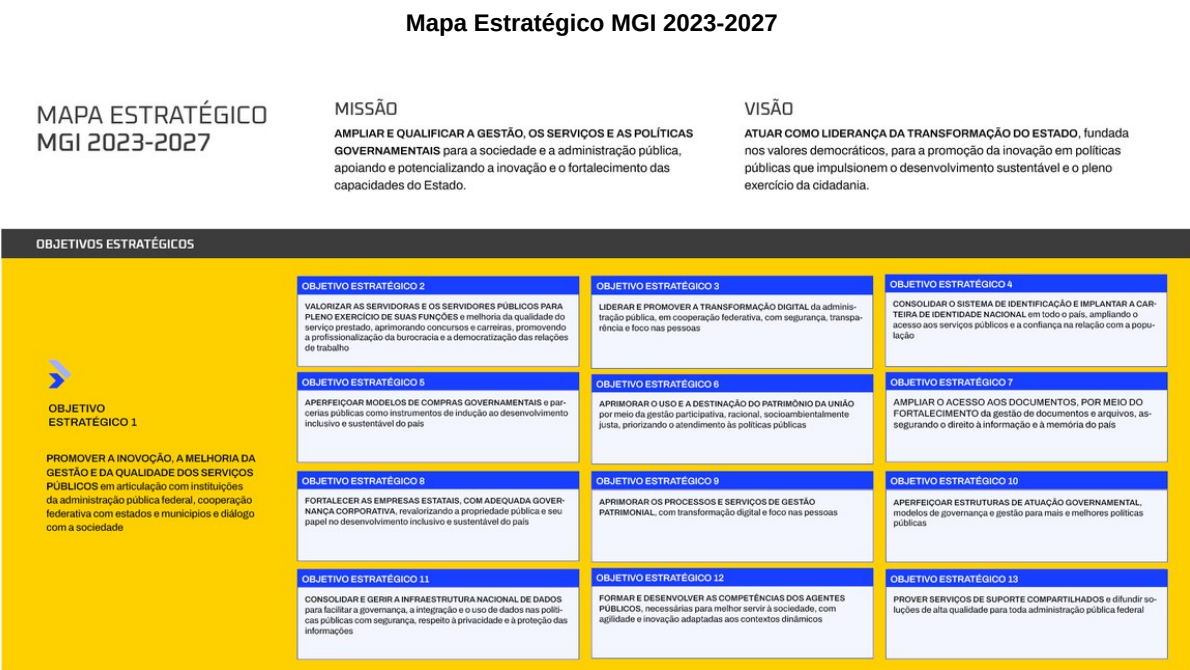 Mapa Estratégico MGI 2023-2027
MAPA ESTRATÉGICO
MGI 2023-2027
MISSÃO
AMPLIAR E QUALIFICAR A GESTÃO, OS SERVIÇOS E AS POLÍTICAS
GOVERNAMENTAIS para a sociedade e a administração pública,
apoiando e potencializando a inovação e o fortalecimento das
capacidades do Estado.
VISÃO
ATUAR COMO LIDERANÇA DA TRANSFORMAÇÃO DO ESTADO, fundada
nos valores democráticos, para a promoção da inovação em políticas
públicas que impulsionem o desenvolvimento sustentável e o pleno
exercício da cidadania.
OBJETIVOS ESTRATÉGICOS
OBJETIVO
ESTRATÉGICO 1
PROMOVER A INOVOÇÃO, A MELHORIA DA
GESTÃO E DA QUALIDADE DOS SERVIÇOS
PÚBLICOS em articulação com instituições
da administração pública federal, cooperação
federativa com estados e municipios e diálogo
com a sociedade
OBJETIVO ESTRATÉGICO 2
VALORIZAR AS SERVIDORAS E OS SERVIDORES PÚBLICOS PARA
PLENO EXERCÍCIO DE SUAS FUNÇÕES e melhoria da qualidade do
serviço prestado, aprimorando concursos e carreiras, promovendo
a profissionalização da burocracia e a democratização das relações
de trabalho
OBJETIVO ESTRATÉGICO 3
LIDERAR E PROMOVER A TRANSFORMAÇÃO DIGITAL da adminis-
tração pública, em cooperação federativa, com segurança, transpa-
rência e foco nas pessoas
OBJETIVO ESTRATÉGICO 4
CONSOLIDAR O SISTEMA DE IDENTIFICAÇÃO E IMPLANTAR A CAR-
TEIRA DE IDENTIDADE NACIONAL em todo o país, ampliando o
acesso aos serviços públicos e a confiança na relação com a popu-
lação
OBJETIVO ESTRATÉGICO 5
APERFEIÇOAR MODELOS DE COMPRAS GOVERNAMENTAIS e par-
cerias públicas como instrumentos de indução ao desenvolvimento
inclusivo e sustentável do país
OBJETIVO ESTRATÉGICO 6
APRIMORAR O USO E A DESTINAÇÃO DO PATRIMÔNIO DA UNIÃO
por meio da gestão participativa, racional, socioambientalmente
justa, priorizando o atendimento às políticas públicas
OBJETIVO ESTRATÉGICO 7
AMPLIAR O ACESSO AOS DOCUMENTOS, POR MEIO DO
FORTALECIMENTO da gestão de documentos e arquivos, as-
segurando o direito à informação e à memória do país
OBJETIVO ESTRATÉGICO 8
FORTALECER AS EMPRESAS ESTATAIS, COM ADEQUADA GOVER-
NANÇA CORPORATIVA, revalorizando a propriedade pública e seu
papel no desenvolvimento inclusivo e sustentável do país
OBJETIVO ESTRATÉGICO 9
APRIMORAR OS PROCESSOS E SERVIÇOS DE GESTÃO
PATRIMONIAL, com transformação digital e foco nas pessoas
OBJETIVO ESTRATÉGICO 10
APERFEIÇOAR ESTRUTURAS DE ATUAÇÃO GOVERNAMENTAL,
modelos de governança e gestão para mais e melhores políticas
públicas
OBJETIVO ESTRATÉGICO 11
CONSOLIDAR E GERIR A INFRAESTRUTURA NACIONAL DE DADOS
para facilitar a governança, a integração e o uso de dados nas políti-
cas públicas com segurança, respeito à privacidade e à proteção das
informações
OBJETIVO ESTRATÉGICO 12
FORMAR E DESENVOLVER AS COMPETÊNCIAS DOS AGENTES
PÚBLICOS, necessárias para melhor servir à sociedade, com
agilidade e inovação adaptadas aos contextos dinâmicos
OBJETIVO ESTRATÉGICO 13
PROVER SERVIÇOS DE SUPORTE COMPARTILHADOS e difundir so-
luções de alta qualidade para toda administração pública federal